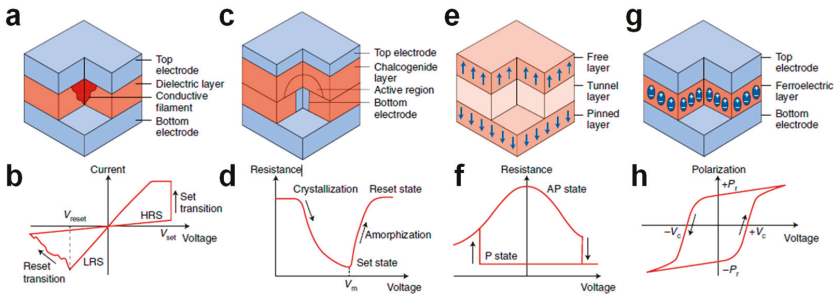 a
Top
electrode
Dielectric layer
Conductive
filament
Bottom
electrode
c
Top electrode
Chalcogenide
layer
Active region
Bottom
electrode
e
Free
layer
Tunnel
layer
Pinned
layer
g
Top
electrode
Ferroelectric
layer
Bottom
electrode
b
Current
Set
transition
HRS
Vreset
Vset
Voltage
LRS
Reset
transition
d
Resistance
Crystallization
Reset state
Amorphization
Set state
Vm
Voltage
f
Resistance
AP state
P state
Voltage
h
Polarization
+Pr
−Vc
+Vc
Voltage
−Pr